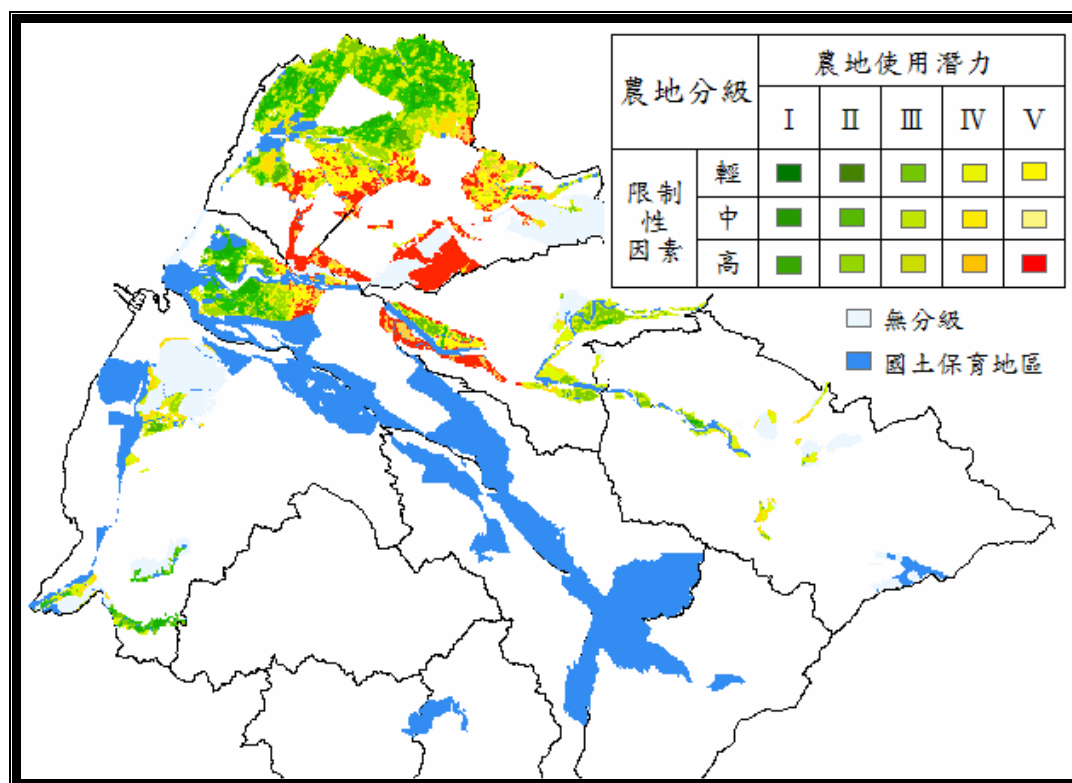 農地分級
農地使用潛力
Ⅰ Ⅱ Ⅲ Ⅳ Ⅴ
限制
性
因素
輕
中
高
無分級
國土保育地區